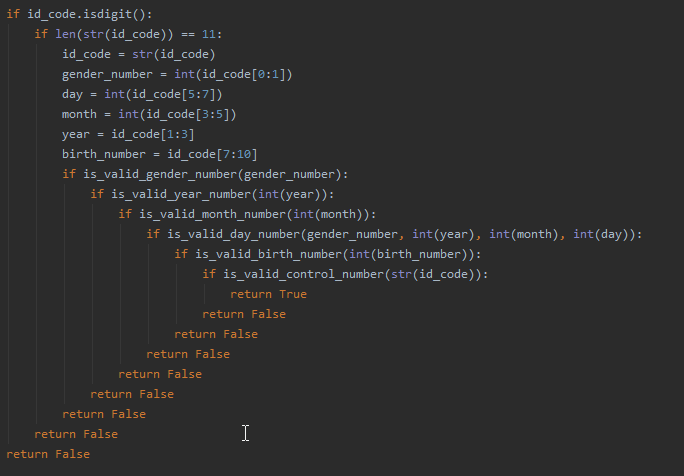 if id_code.isdigit():
    if len(str(id_code)) == 11:
        id_code = str(id_code)
        gender_number = int(id_code[0:1])
        day = int(id_code[5:7])
        month = int(id_code[3:5])
        year = id_code[1:3]
        birth_number = id_code[7:10]
        if is_valid_gender_number(gender_number):
            if is_valid_year_number(int(year)):
                if is_valid_month_number(int(month)):
                    if is_valid_day_number(gender_number, int(year), int(month), int(day)):
                        if is_valid_birth_number(int(birth_number)):
                            if is_valid_control_number(str(id_code)):
                                return True
                            return False
                        return False
                    return False
                return False
            return False
        return False
    return False
return False